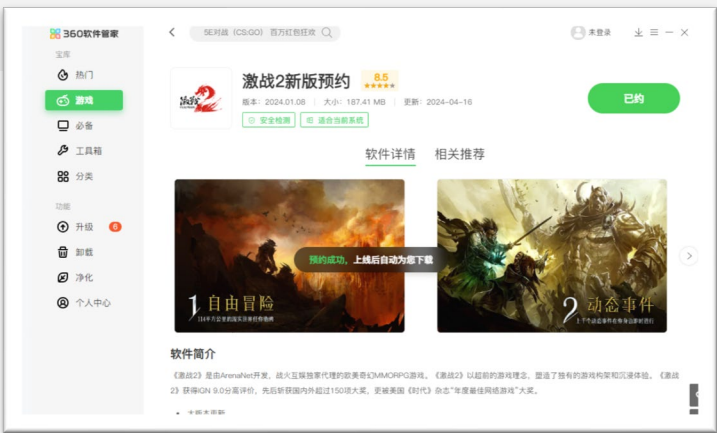 360软件管家
5E对战（CS:GO） 百万红包狂欢
未登录
宝库
热门
游戏
必备
工具箱
分类
功能
升级 6
卸载
净化
个人中心
激战2新版预约
8.5
版本：2024.01.08 | 大小：187.41 MB | 更新：2024-04-16
安全检测 适合当前系统
已约
软件详情 相关推荐
预约成功，上线后自动为您下载
1 自由冒险
2 动态事件
软件简介
《激战2》是由ArenaNet开发，战火互娱独家代理的欧美奇幻MMORPG游戏。《激战2》以超前的游戏理念，塑造了独有的游戏构架和沉浸体验。《激战
2》获得IGN 9.0分高评价，先后斩获国内外超过150项大奖，更被美国《时代》杂志“年度最佳网络游戏”大奖。